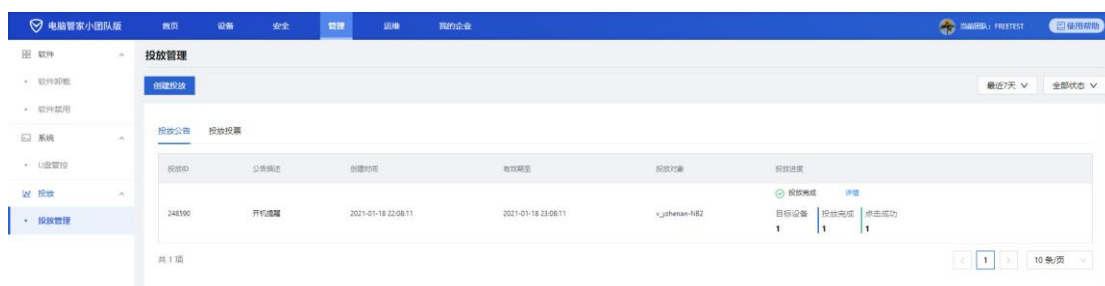 电脑管家小团队版 首页 设备 安全 管理 运维 我的企业 当前团队：FREETEST 使用帮助
软件
软件卸载
软件禁用
系统
U盘管控
投放
投放管理
投放管理
创建投放 最近7天 全部状态
投放公告 投放投票
投放ID 公告描述 创建时间 有效期至 投放对象 投放进度
投放完成 详情
248590 开机提醒 2021-01-18 22:08:11 2021-01-18 23:08:11 v_yzhenan-NB2
目标设备 投放完成 点击成功
1 1 1
共 1 项 < 1 > 10 条/页